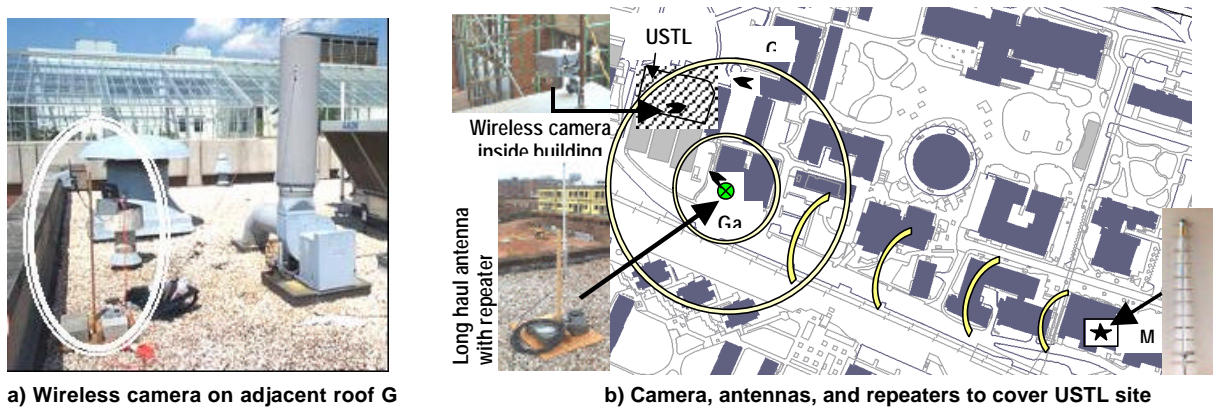 USTL
G
Wireless camera
inside building
Long haul antenna
with repeater
Ga
M
a) Wireless camera on adjacent roof G
b) Camera, antennas, and repeaters to cover USTL site